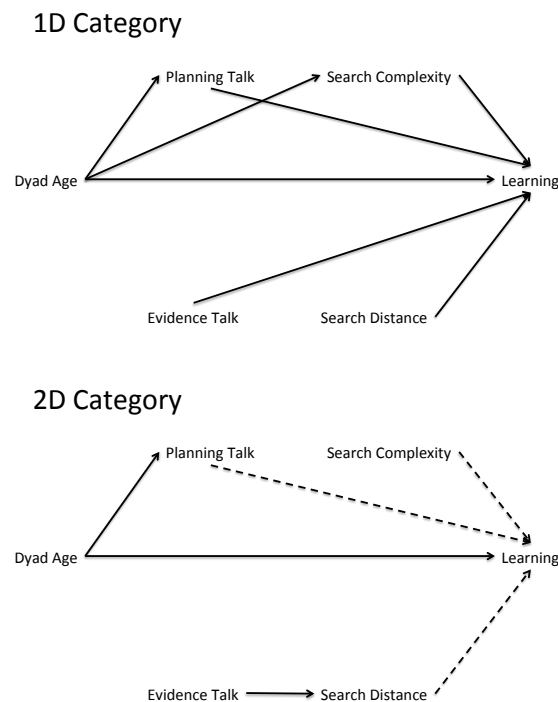 1D Category
Planning Talk Search Complexity
Dyad Age Learning
Evidence Talk Search Distance
2D Category
Planning Talk Search Complexity
Dyad Age Learning
Evidence Talk Search Distance